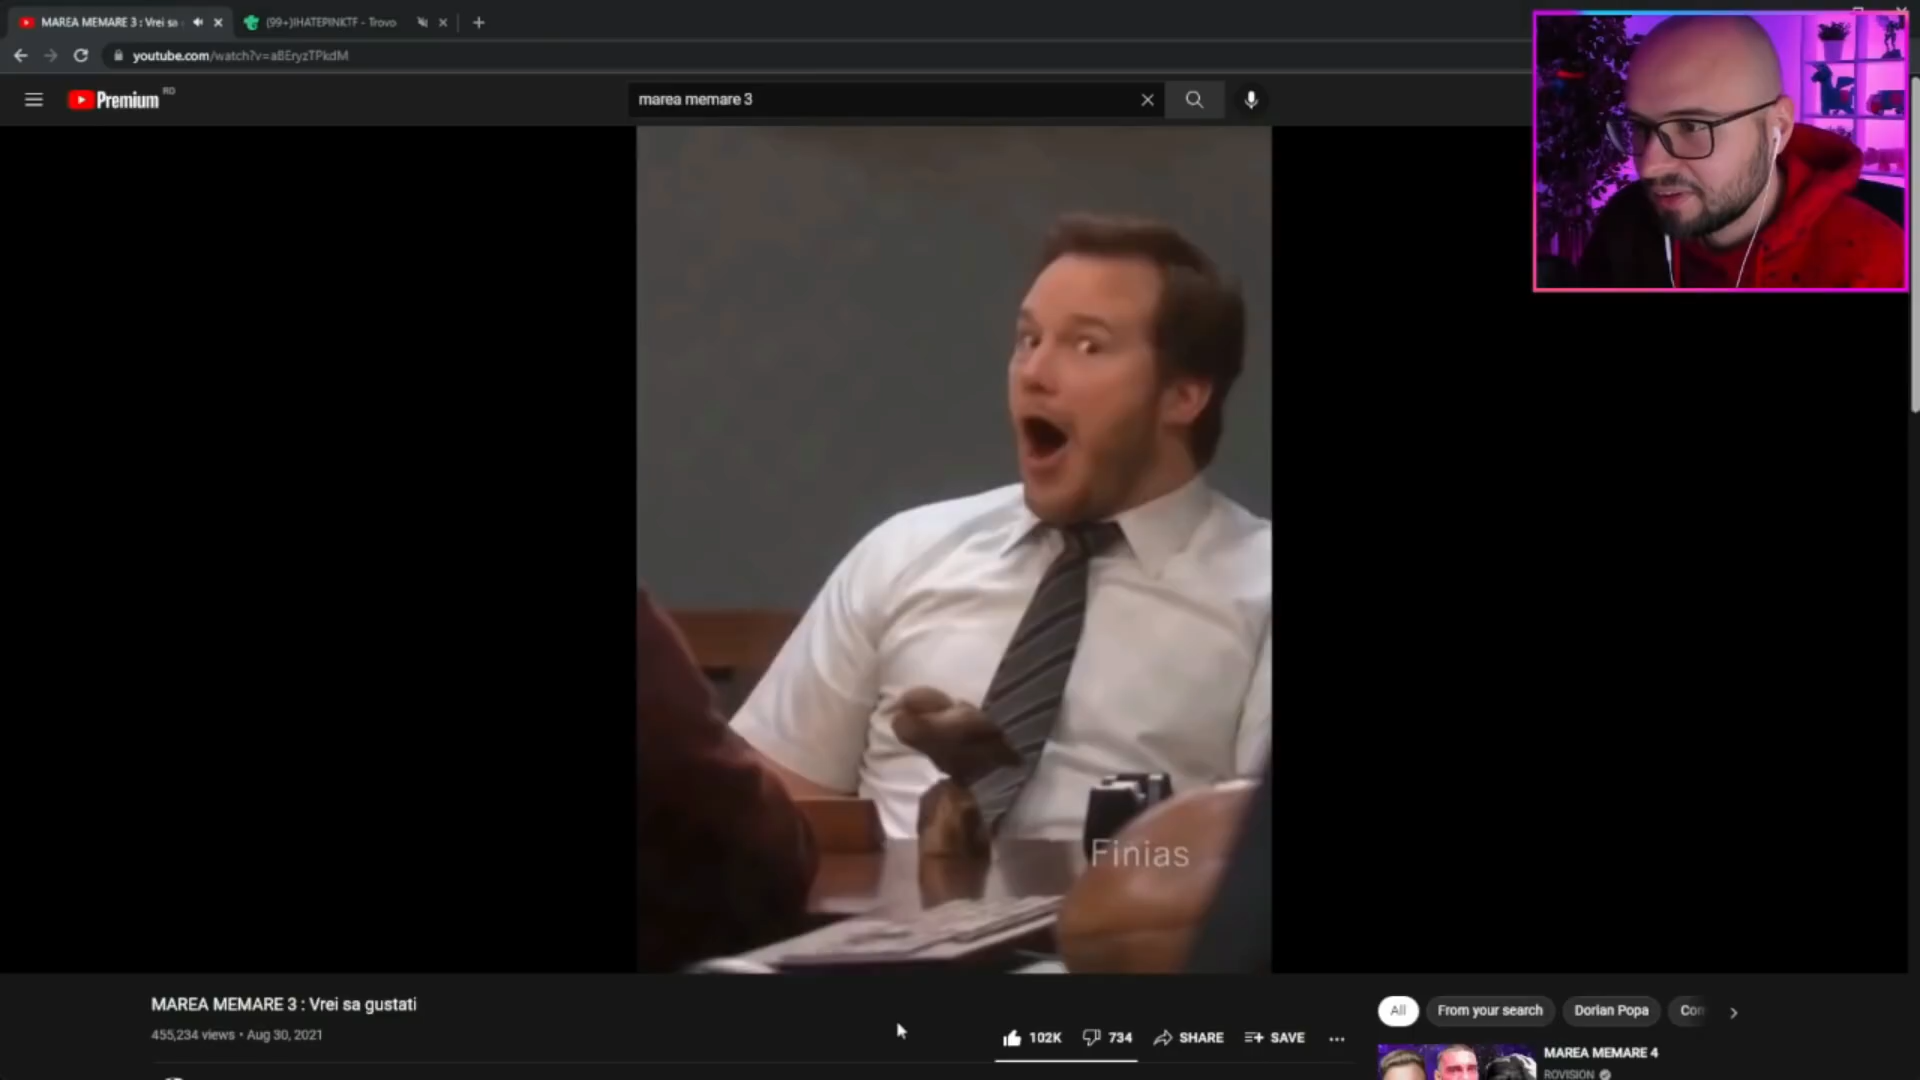 MAREA MEMARE 3 : Vrei sa
(99+)IHATEPINKTF - Trovo
youtube.com/watch?v=aBEryzTPkdM
Premium RO
marea memare 3
Finias
MAREA MEMARE 3 : Vrei sa gustati
455,234 views • Aug 30, 2021
102K
734
SHARE
SAVE
All
From your search
Dorian Popa
MAREA MEMARE 4
ROVISION